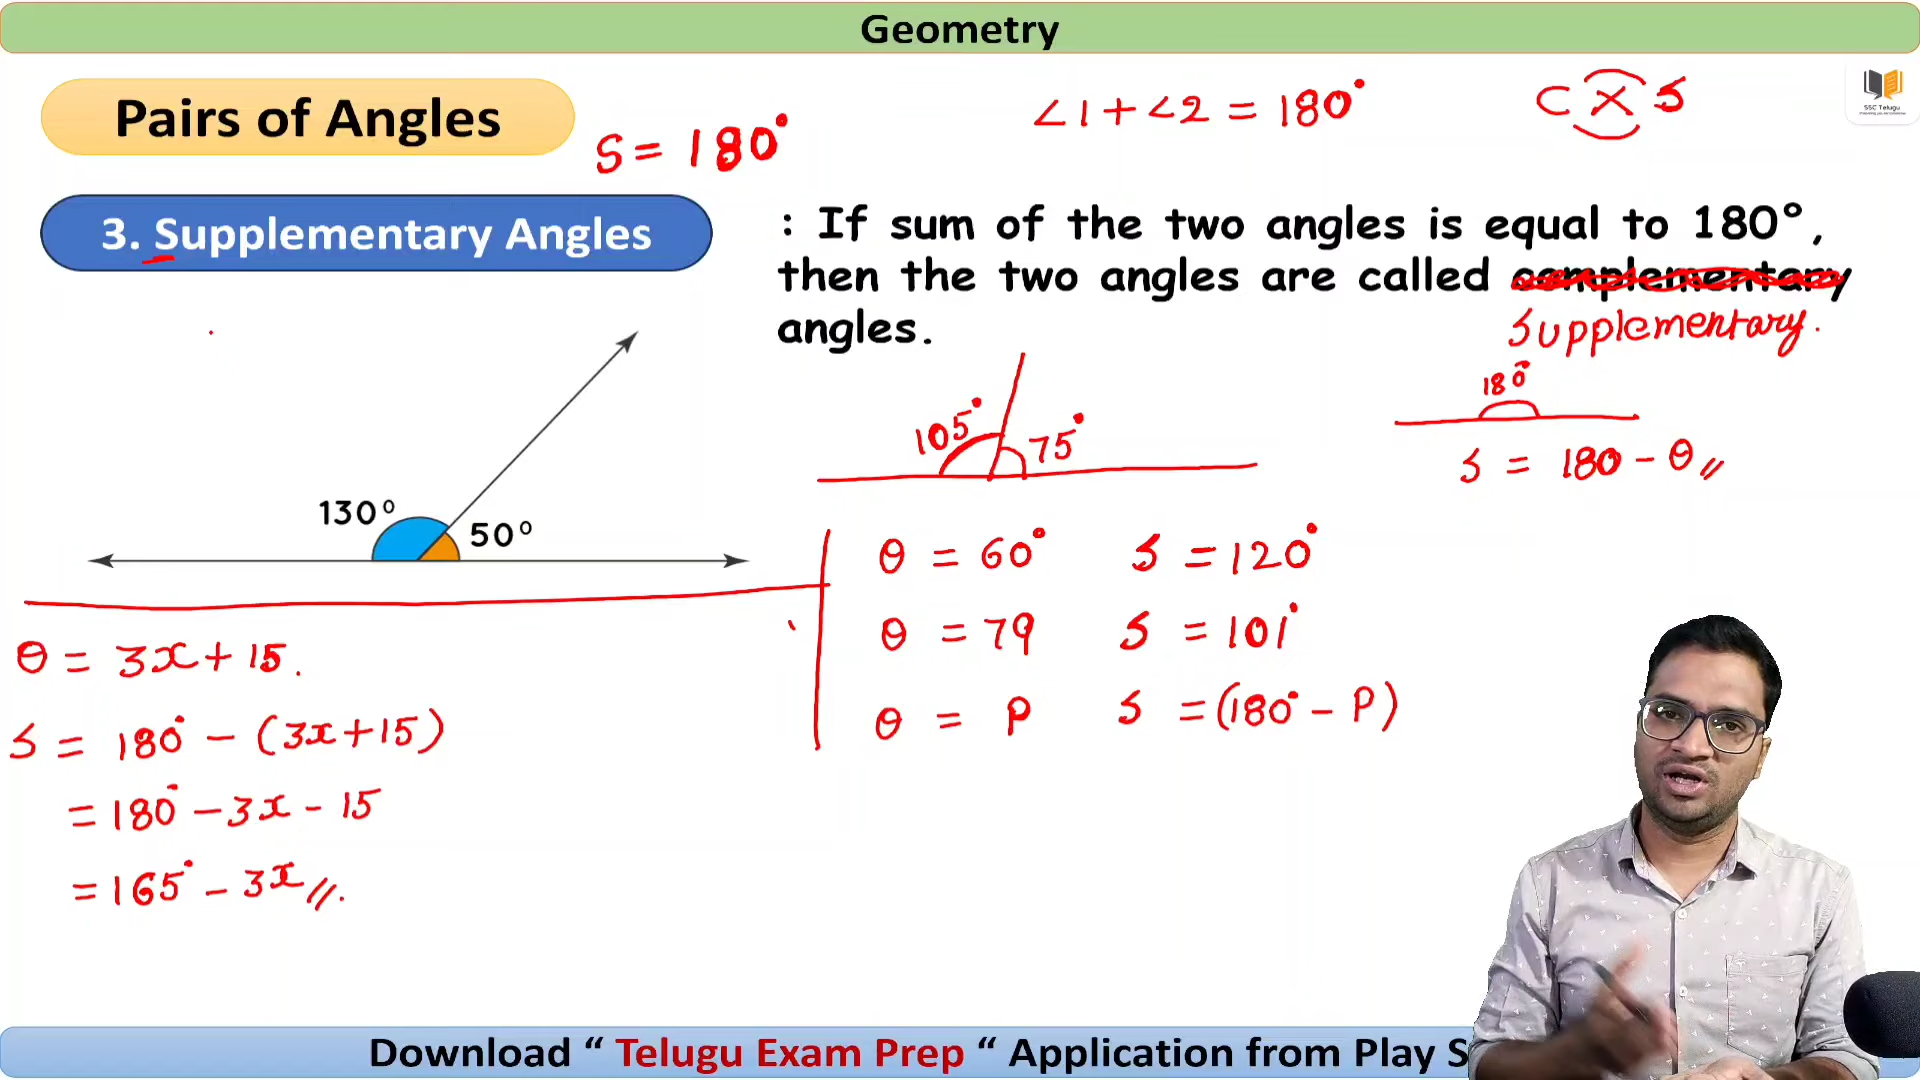 Geometry
Pairs of Angles
S = 180°
∠1 + ∠2 = 180°
C X S
SSC Telugu
3. Supplementary Angles
: If sum of the two angles is equal to 180°,
then the two angles are called complementary
angles.
Supplementary.
180°
S = 180 - θ //
105°
75°
130°
50°
θ = 60° S = 120°
θ = 79 S = 101°
θ = P S = (180° - P)
θ = 3x + 15.
S = 180° - (3x + 15)
= 180° - 3x - 15
= 165° - 3x //.
Download “ Telugu Exam Prep “ Application from Play S